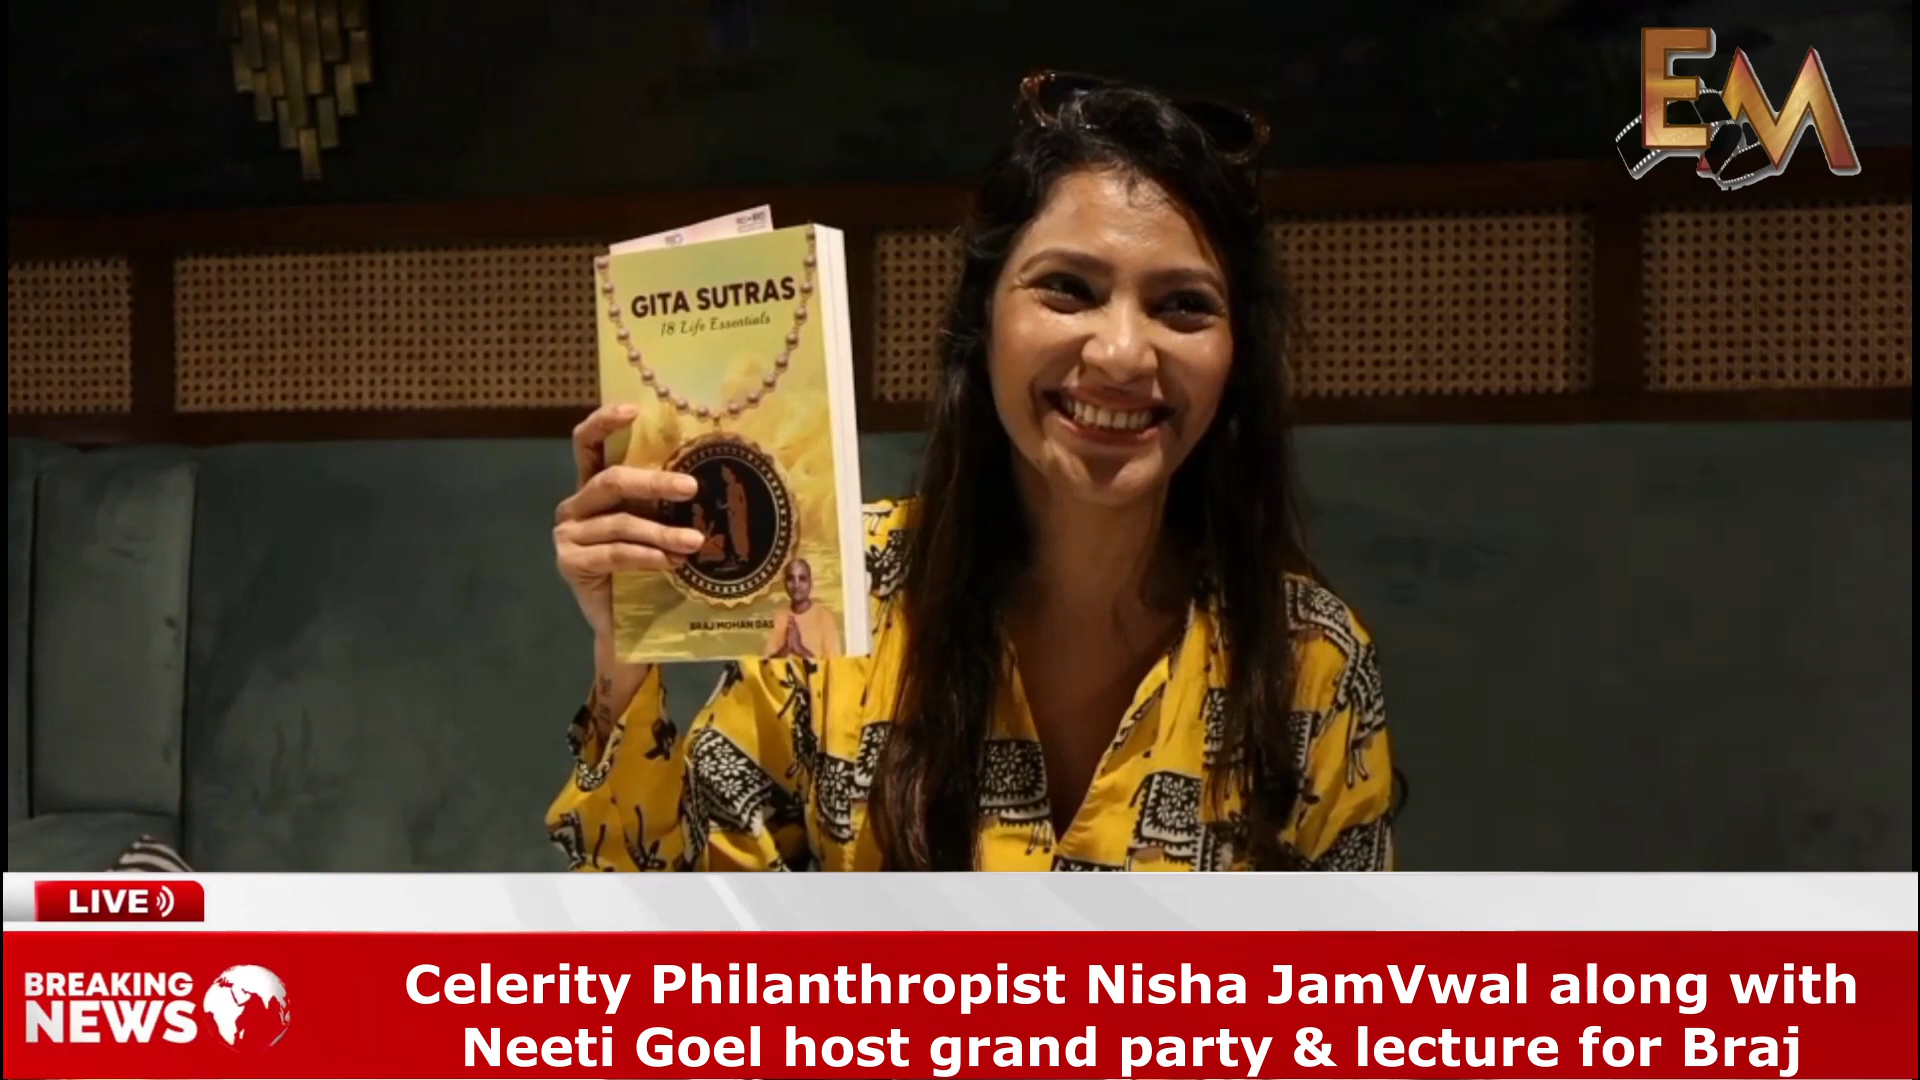 EM
GITA SUTRAS
18 Life Essentials
BRAJ MOHAN DAS
LIVE
BREAKING
NEWS
Celerity Philanthropist Nisha JamVwal along with
Neeti Goel host grand party & lecture for Braj